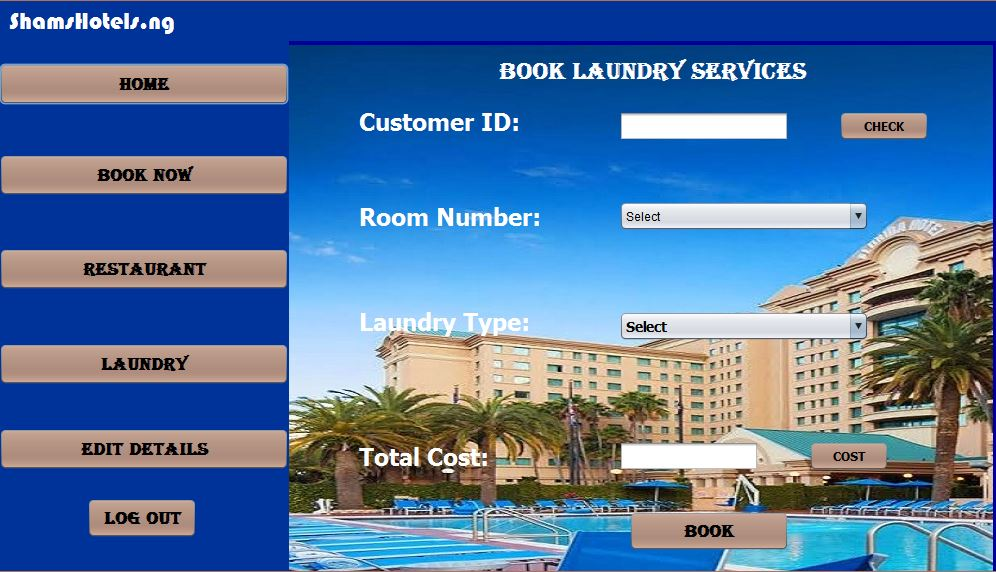 ShamsHotels.ng
HOME
BOOK NOW
RESTAURANT
LAUNDRY
EDIT DETAILS
LOG OUT
BOOK LAUNDRY SERVICES
Customer ID:
CHECK
Room Number:
Select
Laundry Type:
Select
Total Cost:
COST
BOOK